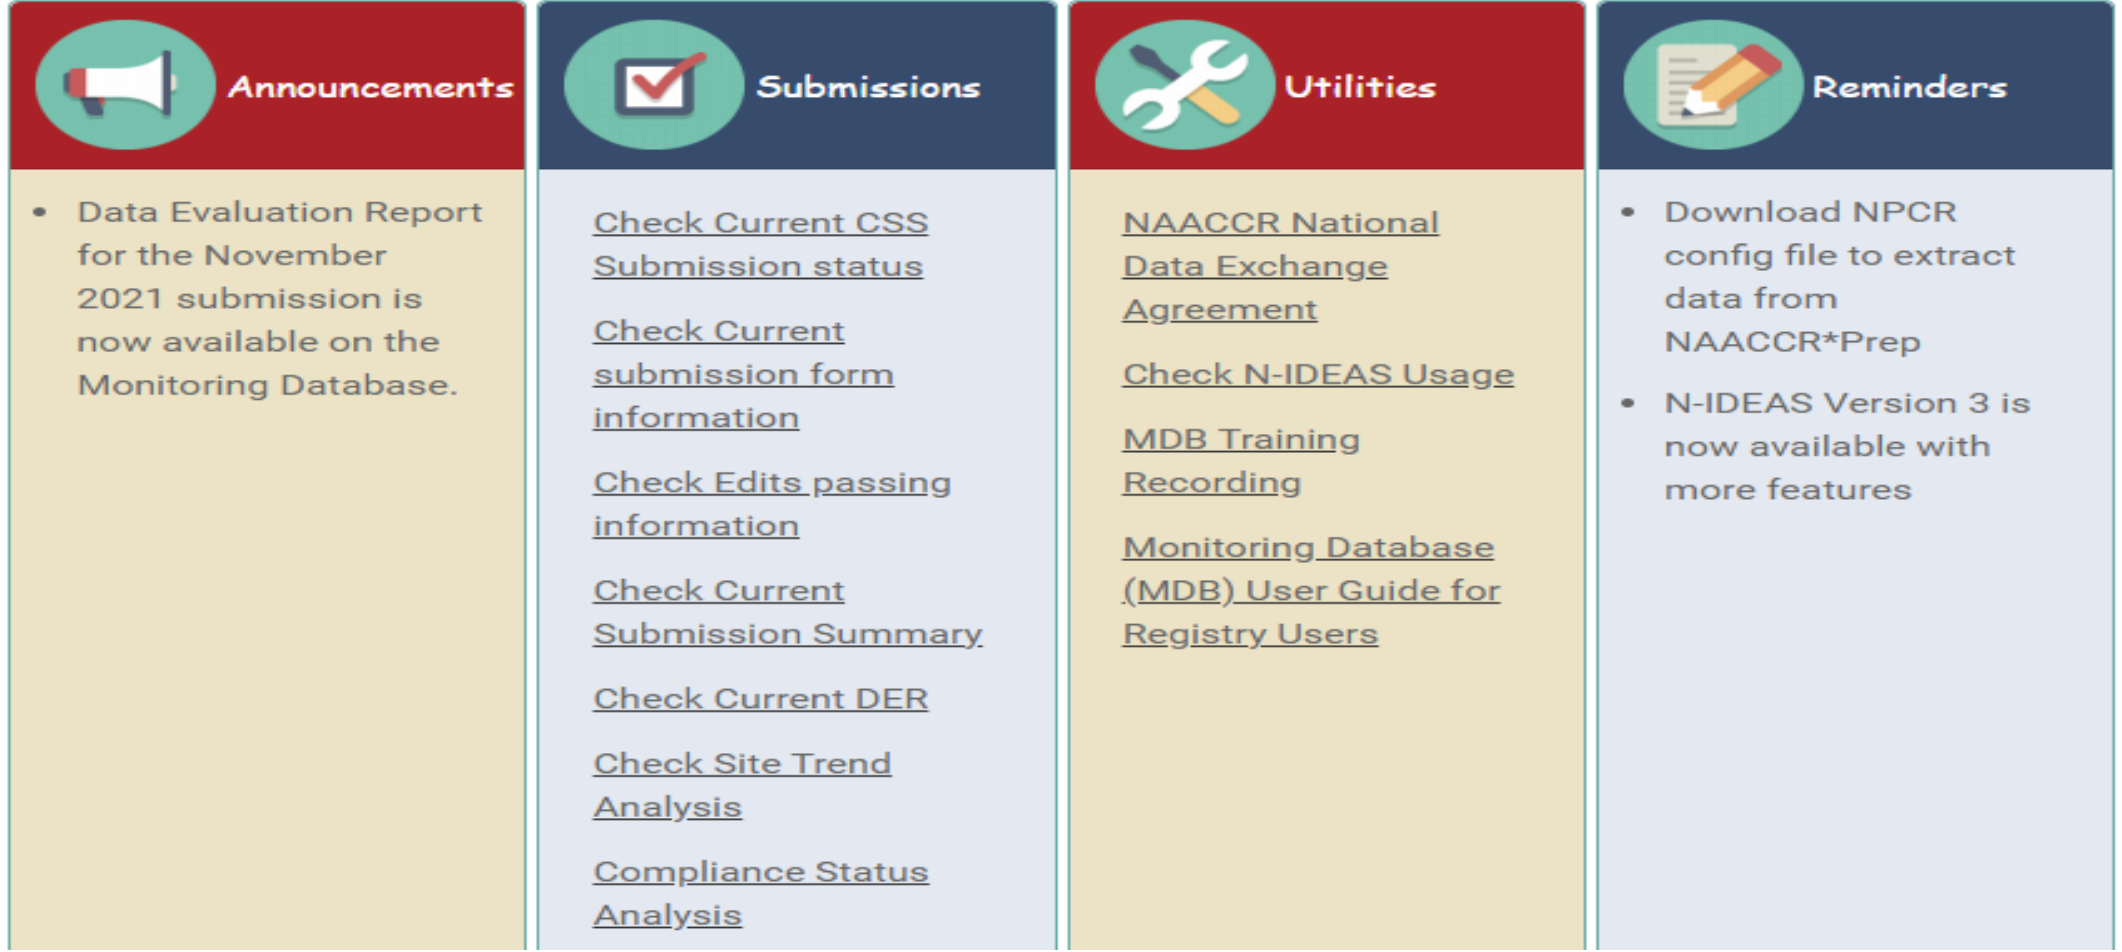 Announcements
• Data Evaluation Report
for the November
2021 submission is
now available on the
Monitoring Database.
Submissions
Check Current CSS
Submission status
Check Current
submission form
information
Check Edits passing
information
Check Current
Submission Summary
Check Current DER
Check Site Trend
Analysis
Compliance Status
Analysis
Utilities
NAACCR National
Data Exchange
Agreement
Check N-IDEAS Usage
MDB Training
Recording
Monitoring Database
(MDB) User Guide for
Registry Users
Reminders
• Download NPCR
config file to extract
data from
NAACCR*Prep
• N-IDEAS Version 3 is
now available with
more features